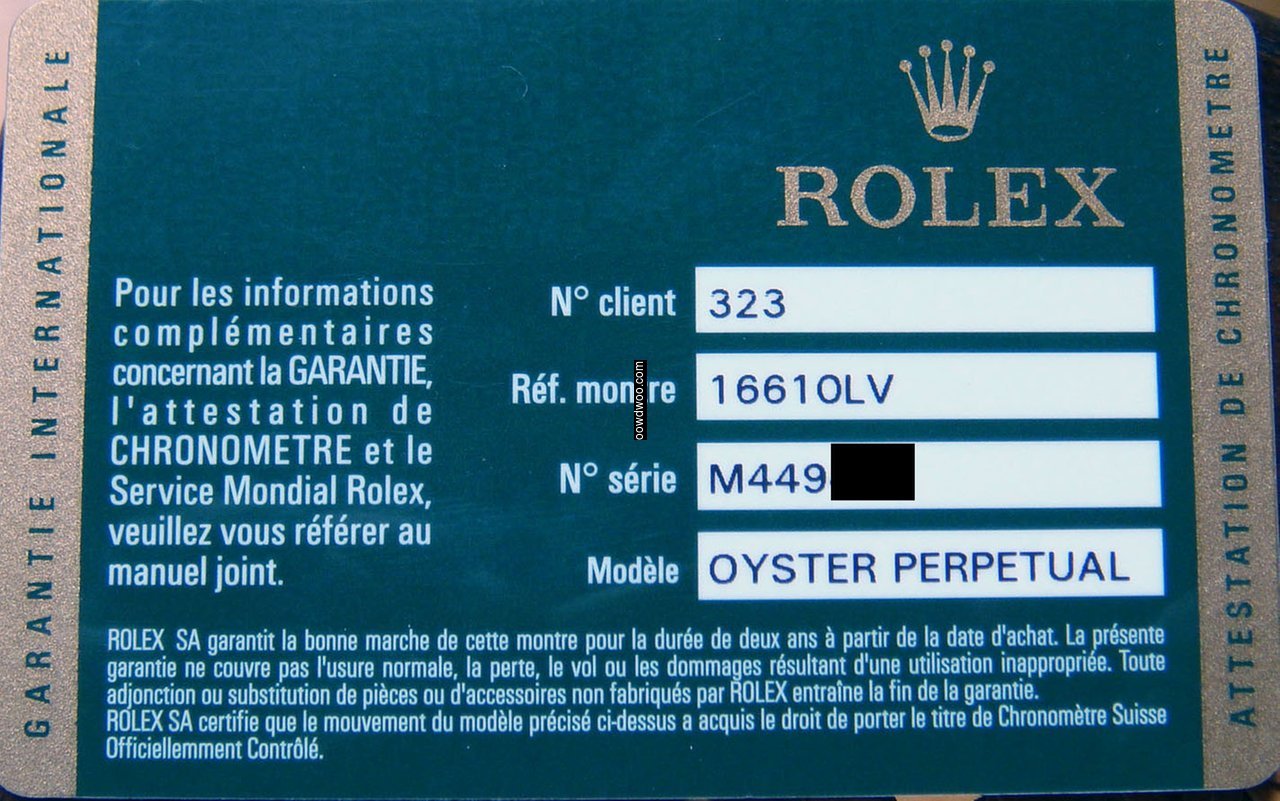 GARANTIE INTERNATIONALE
ROLEX
ATTESTATION DE CHRONOMETRE
Pour les informations
complémentaires
concernant la GARANTIE,
l'attestation de
CHRONOMETRE et le
Service Mondial Rolex,
veuillez vous référer au
manuel joint.
N° client 323
Réf. montre 16610LV
oowdwoo.com
N° série M449
Modèle OYSTER PERPETUAL
ROLEX SA garantit la bonne marche de cette montre pour la durée de deux ans à partir de la date d'achat. La présente
garantie ne couvre pas l'usure normale, la perte, le vol ou les dommages résultant d'une utilisation inappropriée. Toute
adjonction ou substitution de pièces ou d'accessoires non fabriqués par ROLEX entraîne la fin de la garantie.
ROLEX SA certifie que le mouvement du modèle précisé ci-dessus a acquis le droit de porter le titre de Chronomètre Suisse
Officiellemment Contrôlé.